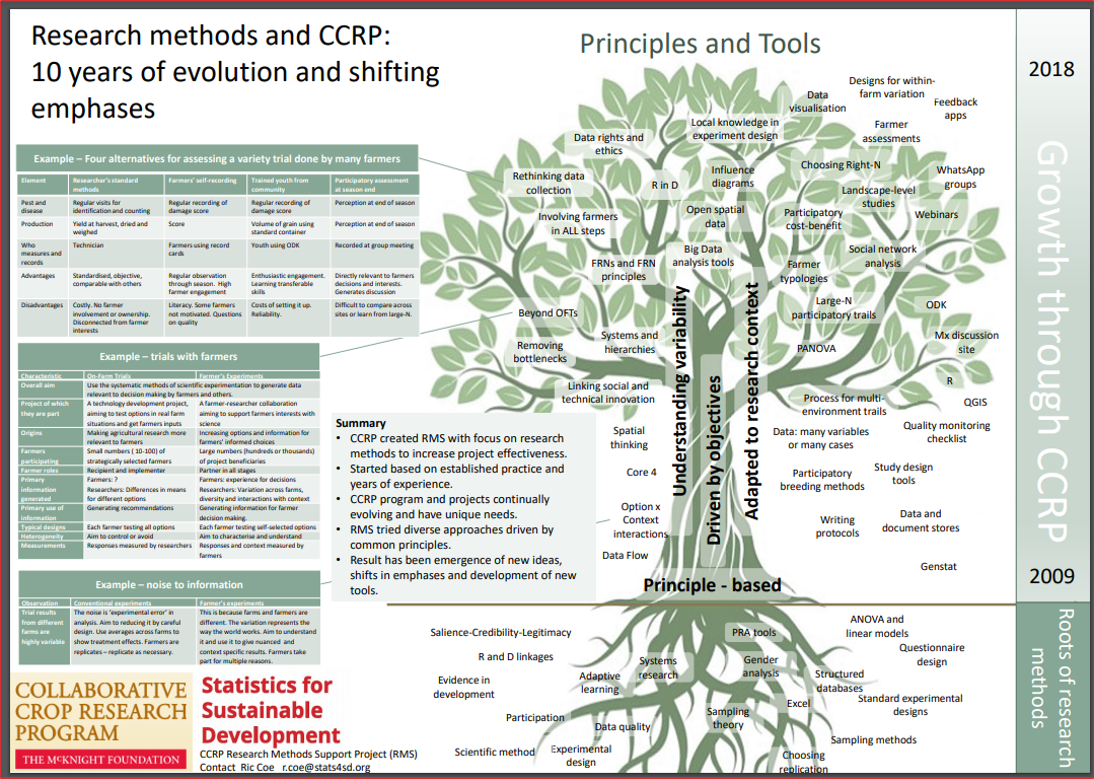 Research methods and CCRP:
10 years of evolution and shifting
emphases
Principles and Tools
Example – Four alternatives for assessing a variety trial done by many farmers
Element
Researcher's standard
methods
Farmers' self-recording
Trained youth from
community
Participatory assessment
at season end
Pest and
disease
Regular visits for
identification and counting
Regular recording of
damage score
Regular recording of
damage score
Perception at end of season
Production
Yield at harvest, dried and
weighed
Score
Volume of grain using
standard container
Perception at end of season
Who
measures and
records
Technician
Farmers using record
cards
Youth using ODK
Recorded at group meeting
Advantages
Standardised, objective,
comparable with others
Regular observation
through season. High
farmer engagement
Enthusiastic engagement.
Learning transferable
skills
Directly relevant to farmers
decisions and interests.
Generates discussion
Disadvantages
Costly. No farmer
involvement or ownership.
Disconnected from farmer
interests
Literacy. Some farmers
not motivated. Questions
on quality
Costs of setting it up.
Reliability.
Difficult to compare across
sites or learn from large-N.
Example – trials with farmers
Characteristic
On-Farm Trials
Farmer's Experiments
Overall aim
Use the systematic methods of scientific experimentation to generate data
relevant to decision making by farmers and others.
Project of which
they are part
A technology development project,
aiming to test options in real farm
situations and get farmers inputs
A farmer-researcher collaboration
aiming to support farmers interests with
science
Origins
Making agricultural research more
relevant to farmers
Increasing options and information for
farmers' informed choices
Farmers
participating
Small numbers ( 10-100) of
strategically selected farmers
Large numbers (hundreds or thousands)
of project beneficiaries
Farmer roles
Recipient and implementer
Partner in all stages
Primary
information
generated
Farmers: ?
Researchers: Differences in means
for different options
Farmers: experience for decisions
Researchers: Variation across farms,
diversity and interactions with context
Primary use of
information
Generating recommendations
Generating information for farmer
decision making.
Typical designs
Each farmer testing all options
Each farmer testing self-selected options
Heterogeneity
Aim to control or avoid
Aim to characterise and understand
Measurements
Responses measured by researchers
Responses and context measured by
farmers
Example – noise to information
Observation
Conventional experiments
Farmer's experiments
Trial results
from different
farms are
highly variable
The noise is 'experimental error' in
analysis. Aim to reducing it by careful
design. Use averages across farms to
show treatment effects. Farmers are
replicates – replicate as necessary.
This is because farms and farmers are
different. The variation represents the
way the world works. Aim to understand
it and use it to give nuanced and
context specific results. Farmers take
part for multiple reasons.
Summary
• CCRP created RMS with focus on research
methods to increase project effectiveness.
• Started based on established practice and
years of experience.
• CCRP program and projects continually
evolving and have unique needs.
• RMS tried diverse approaches driven by
common principles.
• Result has been emergence of new ideas,
shifts in emphases and development of new
tools.
Data
visualisation
Designs for within-
farm variation
Feedback
apps
Local knowledge in
experiment design
Farmer
assessments
Data rights and
ethics
Choosing Right-N
WhatsApp
groups
Rethinking data
collection
R in D
Influence
diagrams
Landscape-level
studies
Involving farmers
in ALL steps
Open spatial
data
Participatory
cost-benefit
Webinars
Big Data
analysis tools
Social network
analysis
FRNs and FRN
principles
Farmer
typologies
Beyond OFTs
Large-N
participatory trails
ODK
Removing
bottlenecks
Systems and
hierarchies
PANOVA
Mx discussion
site
R
Linking social and
technical innovation
Process for multi-
environment trails
QGIS
Spatial
thinking
Data: many variables
or many cases
Quality monitoring
checklist
Core 4
Participatory
breeding methods
Study design
tools
Option x
Context
interactions
Writing
protocols
Data and
document stores
Data Flow
Genstat
Understanding variability
Driven by objectives
Adapted to research context
Principle - based
Salience-Credibility-Legitimacy
PRA tools
ANOVA and
linear models
R and D linkages
Systems
research
Gender
analysis
Questionnaire
design
Evidence in
development
Adaptive
learning
Structured
databases
Excel
Standard experimental
designs
Participation
Data quality
Sampling
theory
Sampling methods
Scientific method
Experimental
design
Choosing
replication
2018
Growth through CCRP
2009
Roots of research
methods
COLLABORATIVE
CROP RESEARCH
PROGRAM
THE McKNIGHT FOUNDATION
Statistics for
Sustainable
Development
CCRP Research Methods Support Project (RMS)
Contact Ric Coe r.coe@stats4sd.org